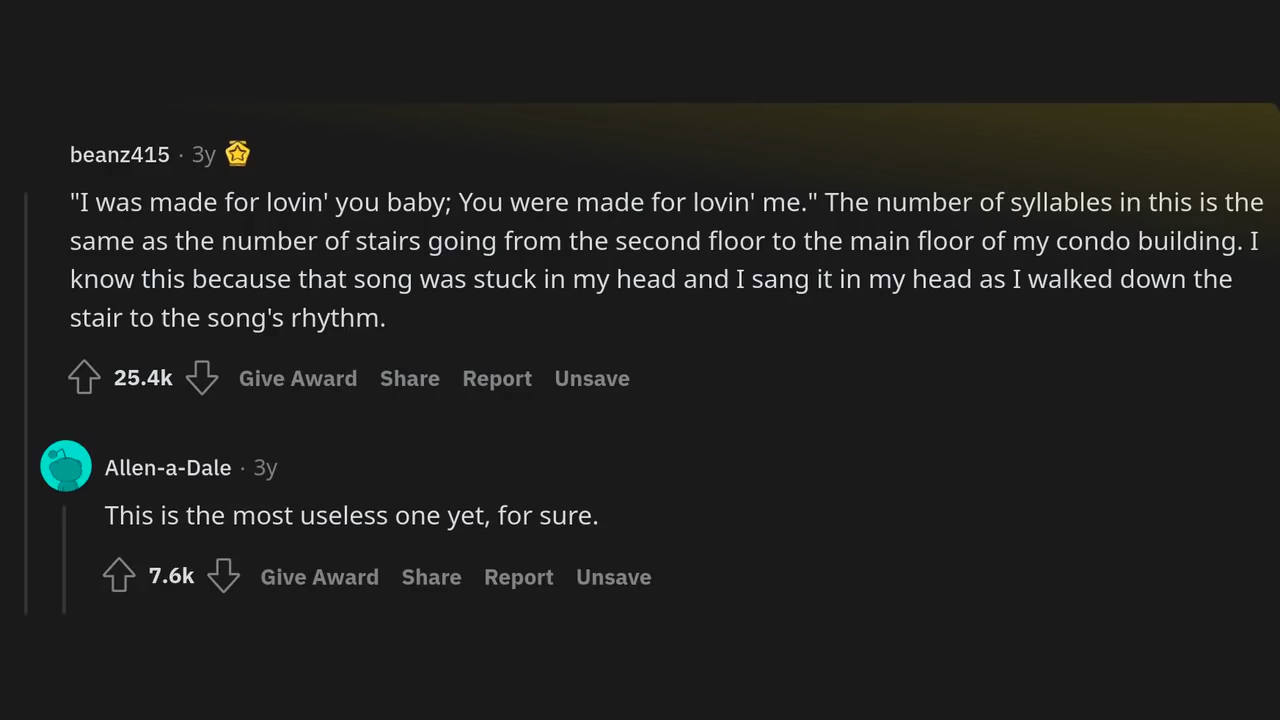 beanz415 · 3y
"I was made for lovin' you baby; You were made for lovin' me." The number of syllables in this is the
same as the number of stairs going from the second floor to the main floor of my condo building. I
know this because that song was stuck in my head and I sang it in my head as I walked down the
stair to the song's rhythm.
25.4k Give Award Share Report Unsave
Allen-a-Dale · 3y
This is the most useless one yet, for sure.
7.6k Give Award Share Report Unsave